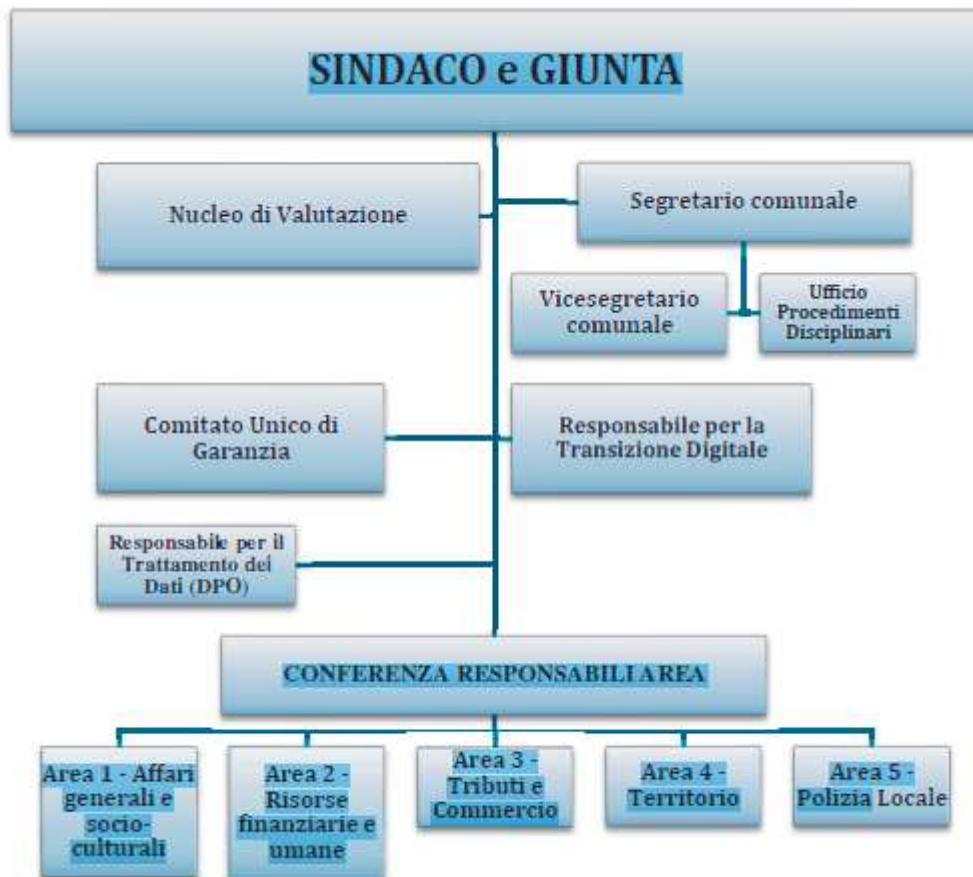 SINDACO e GIUNTA
Nucleo di Valutazione
Segretario comunale
Vicesegretario
comunale
Ufficio
Procedimenti
Disciplinari
Comitato Unico di
Garanzia
Responsabile per la
Transizione Digitale
Responsabile per il
Trattamento dei
Dati (DPO)
CONFERENZA RESPONSABILI AREA
Area 1 - Affari
generali e
socio-
culturali
Area 2 -
Risorse
finanziarie e
umane
Area 3 -
Tributi e
Commercio
Area 4 -
Territorio
Area 5 -
Polizia Locale